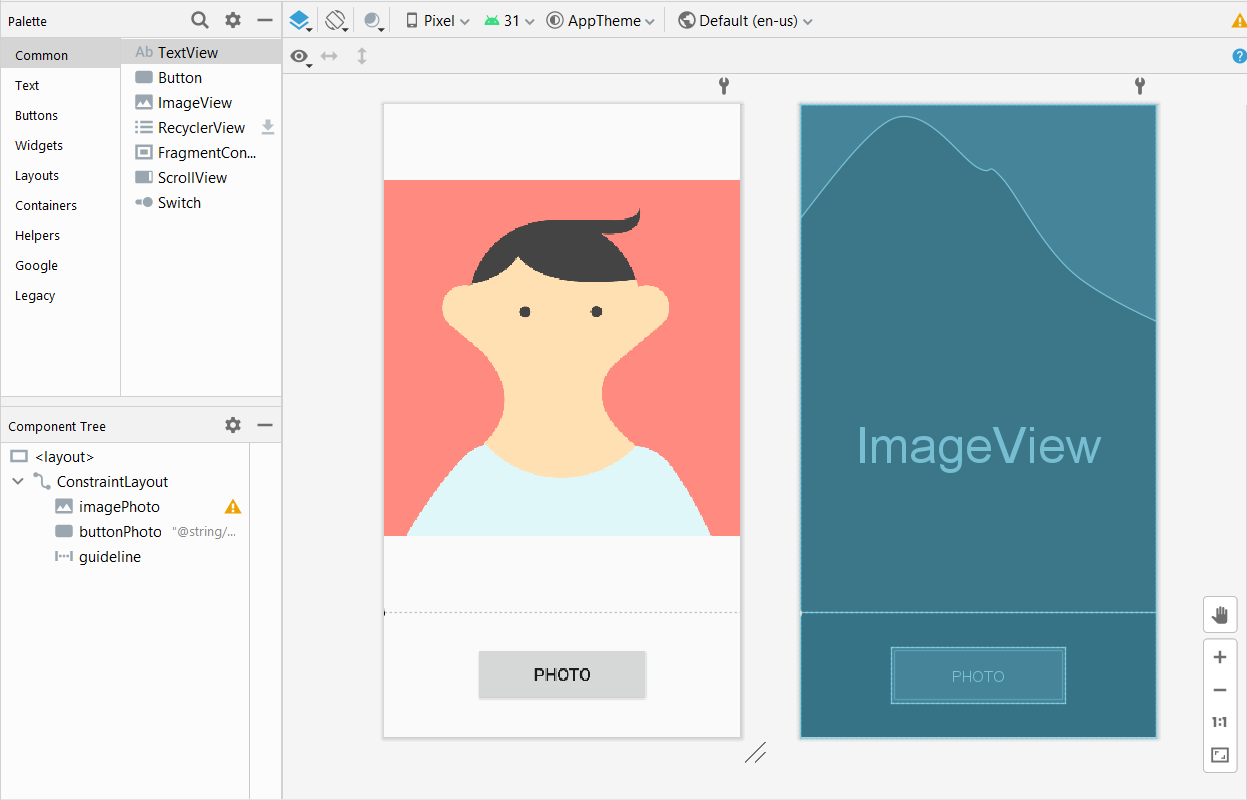 Palette
Pixel
31
AppTheme
Default (en-us)
Common
Text
Buttons
Widgets
Layouts
Containers
Helpers
Google
Legacy
Ab TextView
Button
ImageView
RecyclerView
FragmentCon...
ScrollView
Switch
?
Component Tree
<layout>
ConstraintLayout
imagePhoto
buttonPhoto "@string/...
guideline
PHOTO
ImageView
PHOTO
1:1